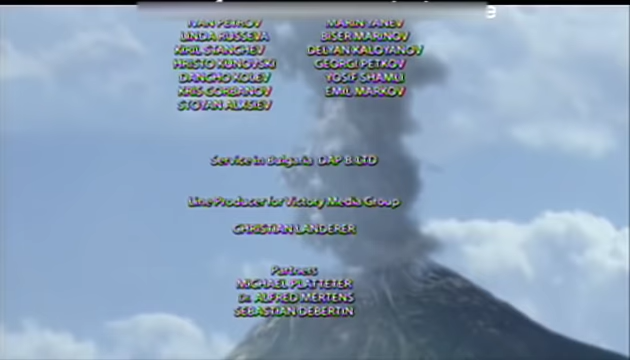 IVAN PETROV MARIN YANEV
LINDA RUSSEVA BISER MARINOV
KIRIL STANCHEV DELYAN KALOYANOV
HRISTO KUNOVSKI GEORGI PETKOV
DANCHO YOSIF SHAMLI
KRIS GORBANOV EMIL MARKOV
STOYAN
Service in Bulgaria DAP B LTD
Line Producer for Victory Media Group
CHRISTIAN LANDERER
Partners
MICHAEL PLATTETER
Dr. ALFRED MERTENS
SEBASTIAN DEBERTIN